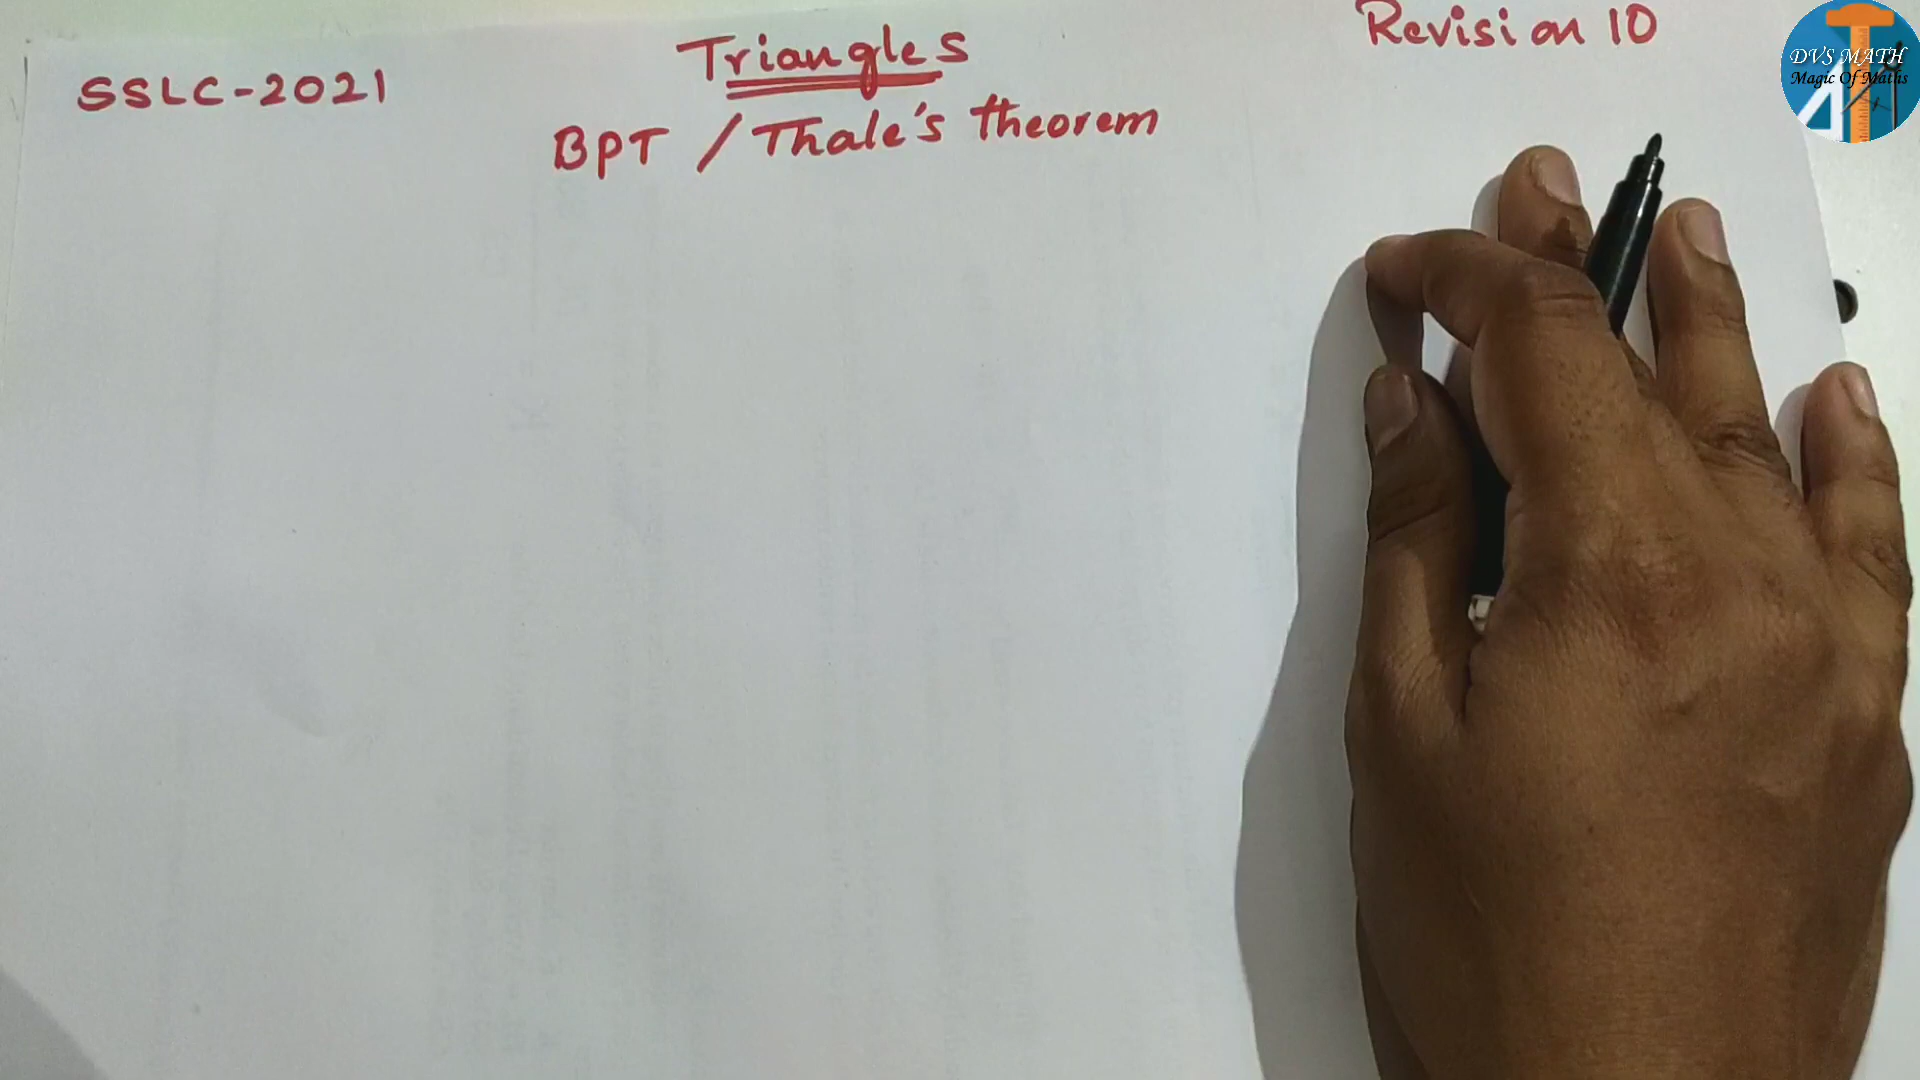 SSLC-2021
Triangles
Revision 10
BPT / Thale's theorem
DVS MATH
Magic Of Maths